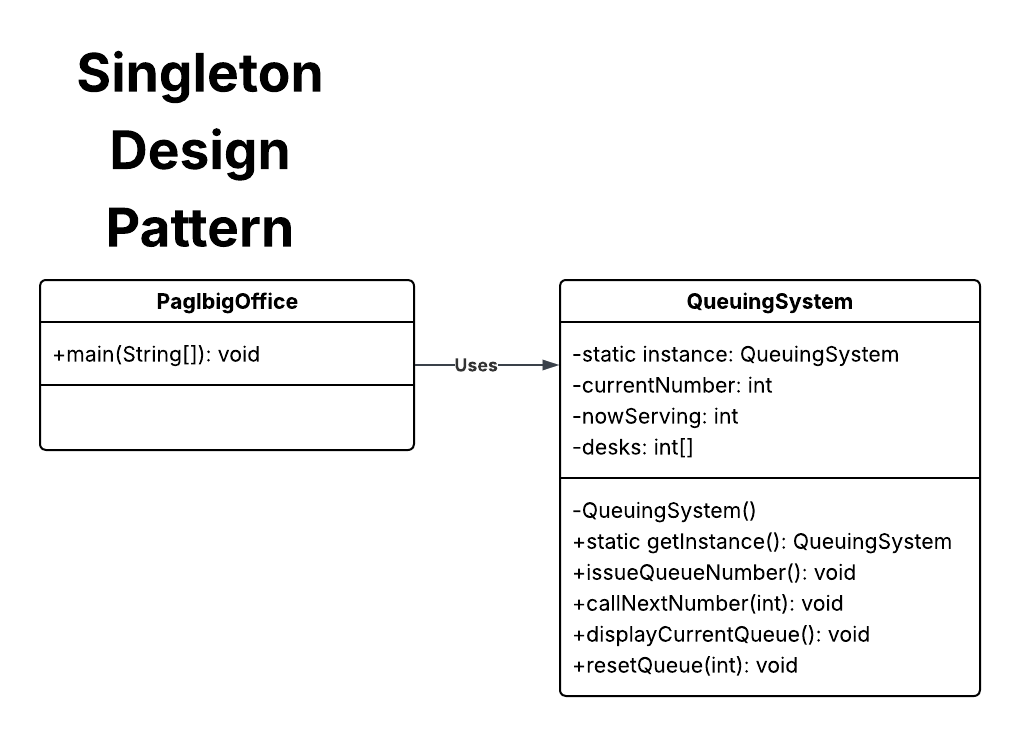 Singleton
Design
Pattern
PagIbigOffice
+main(String[]): void
Uses
QueuingSystem
-static instance: QueuingSystem
-currentNumber: int
-nowServing: int
-desks: int[]
-QueuingSystem()
+static getInstance(): QueuingSystem
+issueQueueNumber(): void
+callNextNumber(int): void
+displayCurrentQueue(): void
+resetQueue(int): void